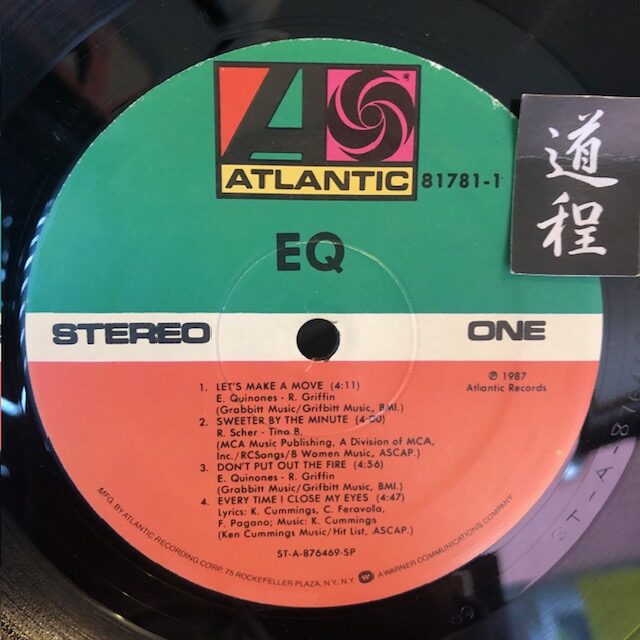 ATLANTIC
81781-1
道程
EQ
STEREO
ONE
℗ 1987
Atlantic Records
1. LET'S MAKE A MOVE (4:11)
E. Quinones - R. Griffin
(Grabbitt Music/Grifbitt Music, BMI.)
2. SWEETER BY THE MINUTE (4:00)
R. Scher - Tina B.
(MCA Music Publishing, A Division of MCA,
Inc./RCSongs/B Women Music, ASCAP.)
3. DON'T PUT OUT THE FIRE (4:56)
E. Quinones - R. Griffin
(Grabbitt Music/Grifbitt Music, BMI.)
4. EVERY TIME I CLOSE MY EYES (4:47)
Lyrics: K. Cummings, C. Feravolla,
F. Pagano; Music: K. Cummings
(Ken Cummings Music/Hit List, ASCAP.)
ST-A-876469-SP
MFG. BY ATLANTIC RECORDING CORP. 75 ROCKEFELLER PLAZA, N.Y., N.Y. A WARNER COMMUNICATIONS COMPANY